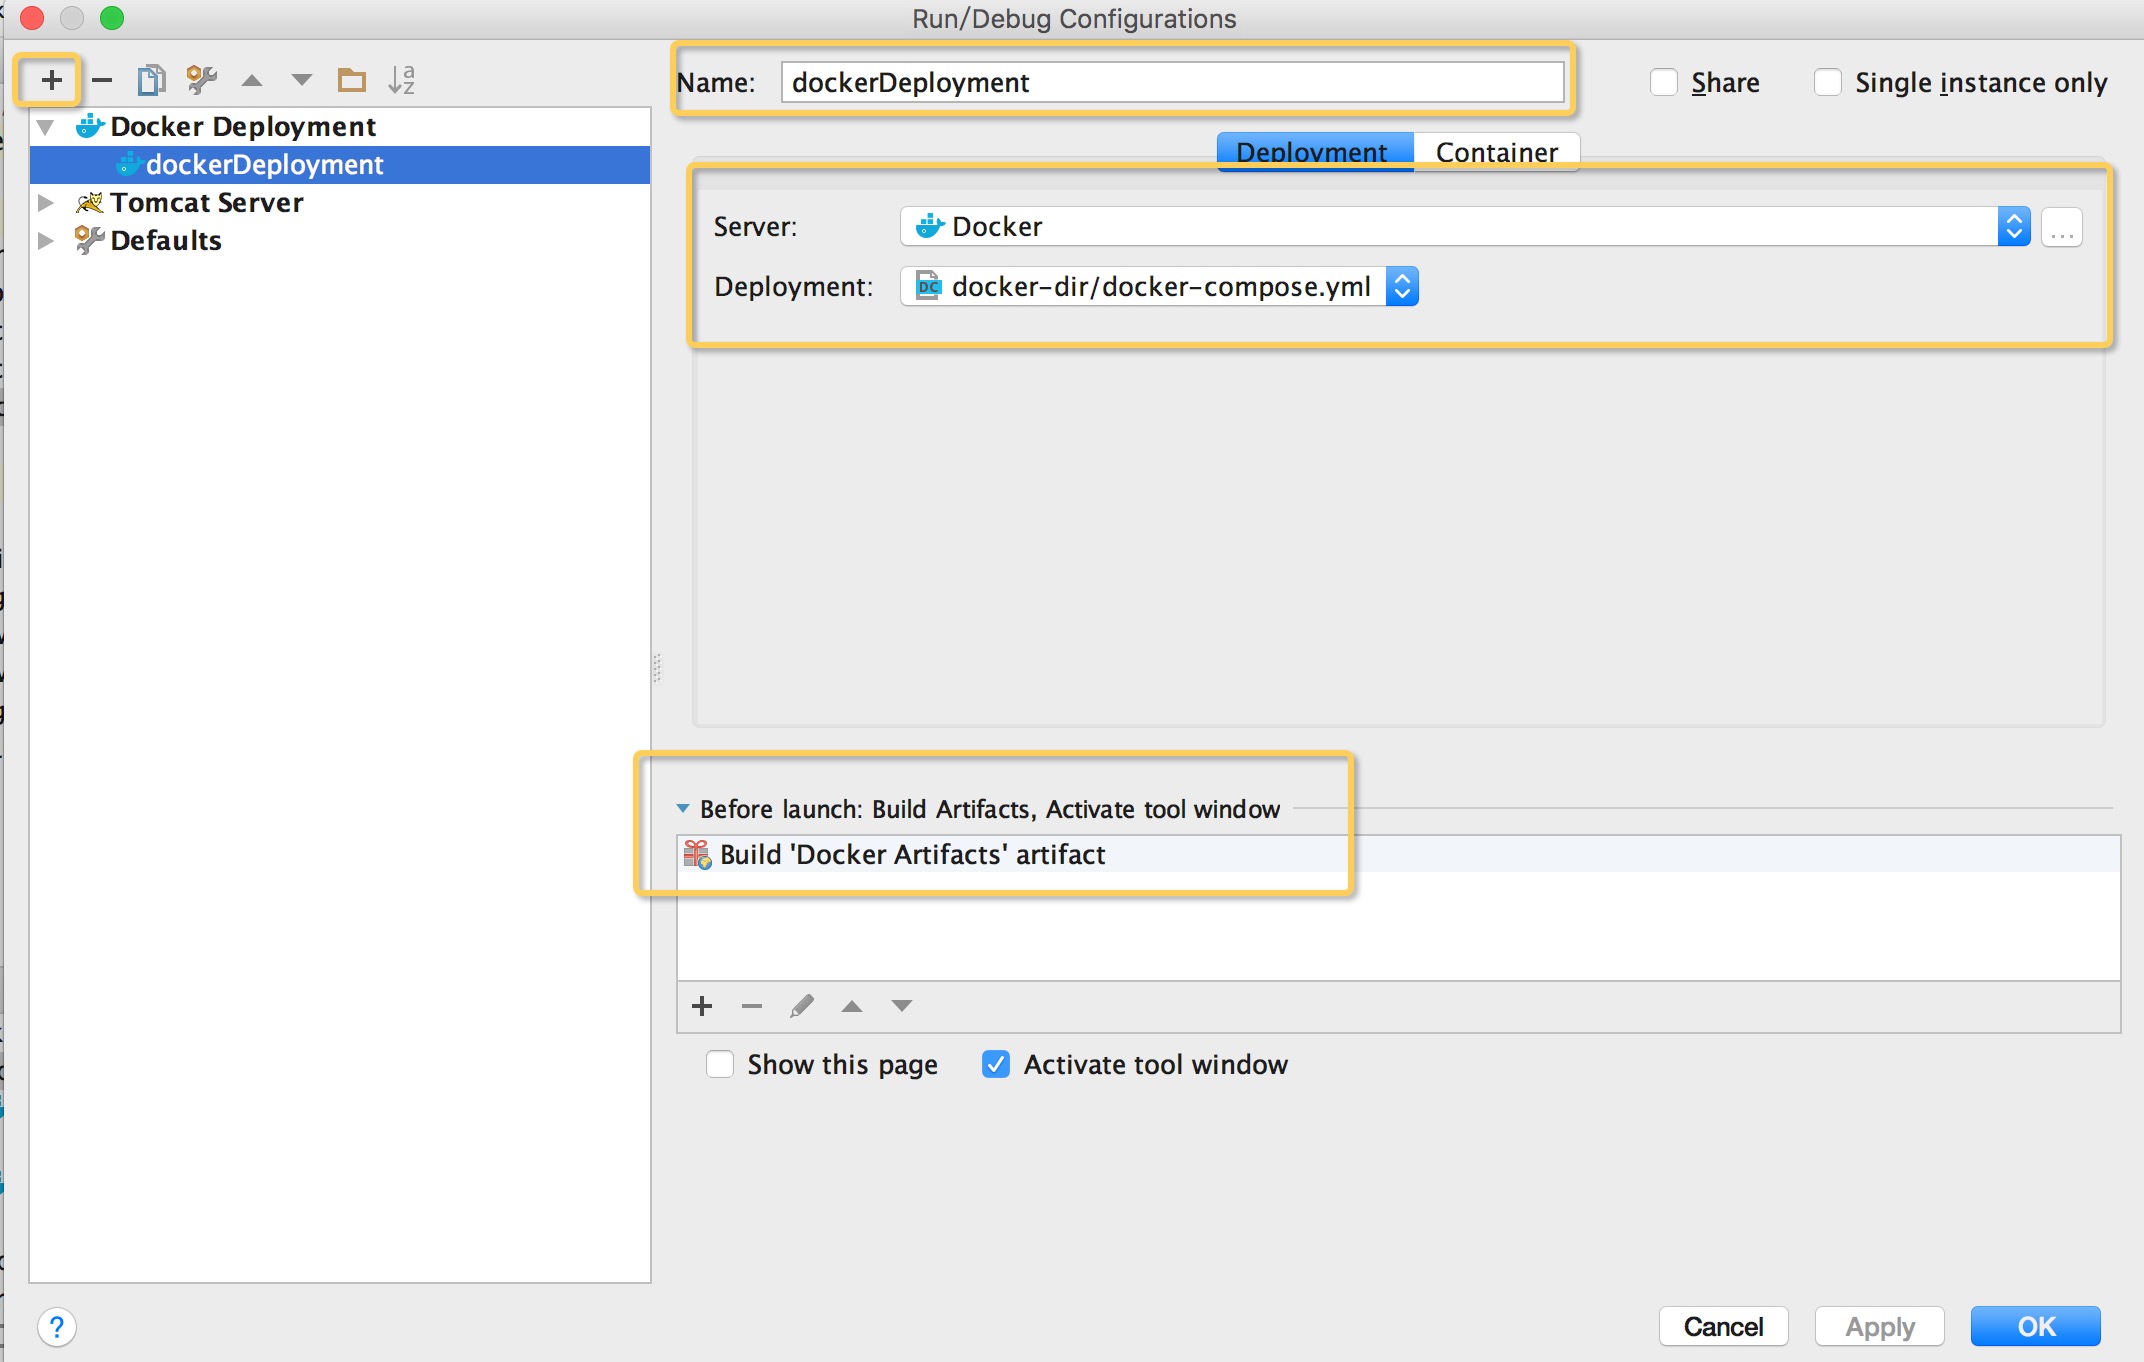 Run/Debug Configurations
Name: dockerDeployment
Share
Single instance only
Docker Deployment
dockerDeployment
Tomcat Server
Defaults
Deployment
Container
Server: Docker ...
Deployment: DC docker-dir/docker-compose.yml
Before launch: Build Artifacts, Activate tool window
Build 'Docker Artifacts' artifact
Show this page
Activate tool window
?
Cancel
Apply
OK